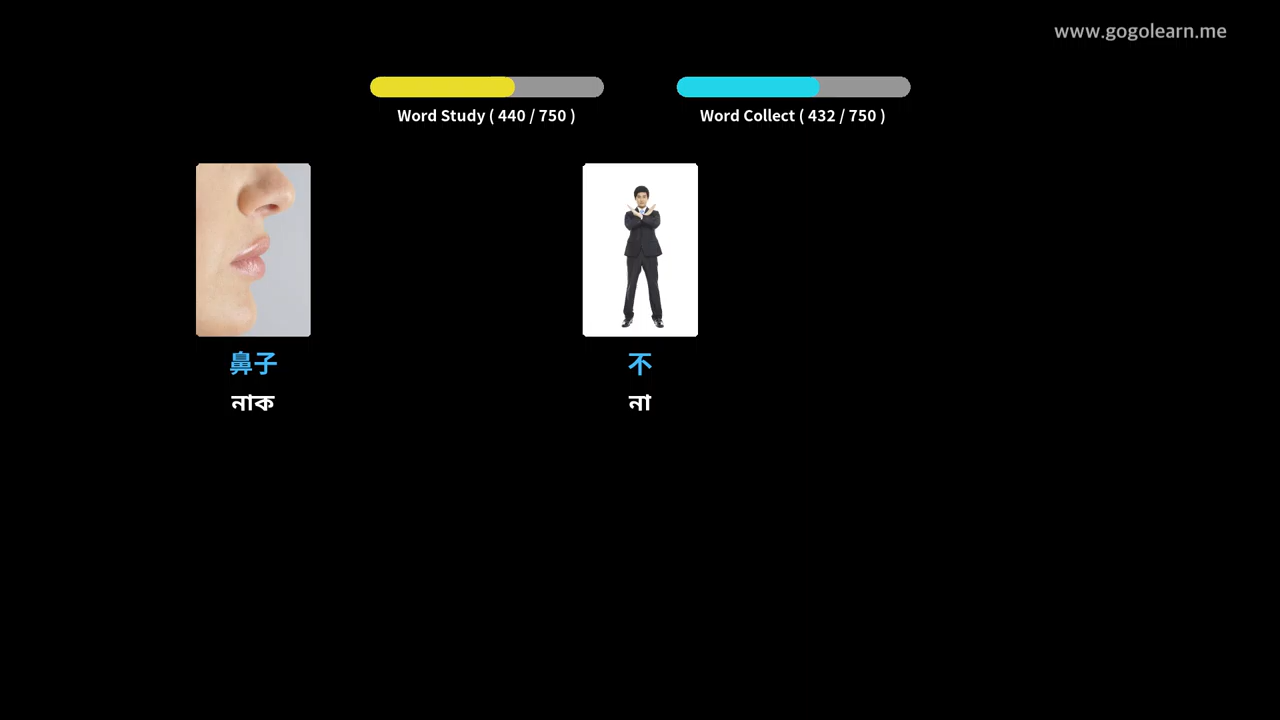 www.gogolearn.me
Word Study ( 440 / 750 )
Word Collect ( 432 / 750 )
鼻子
不
নাক
না